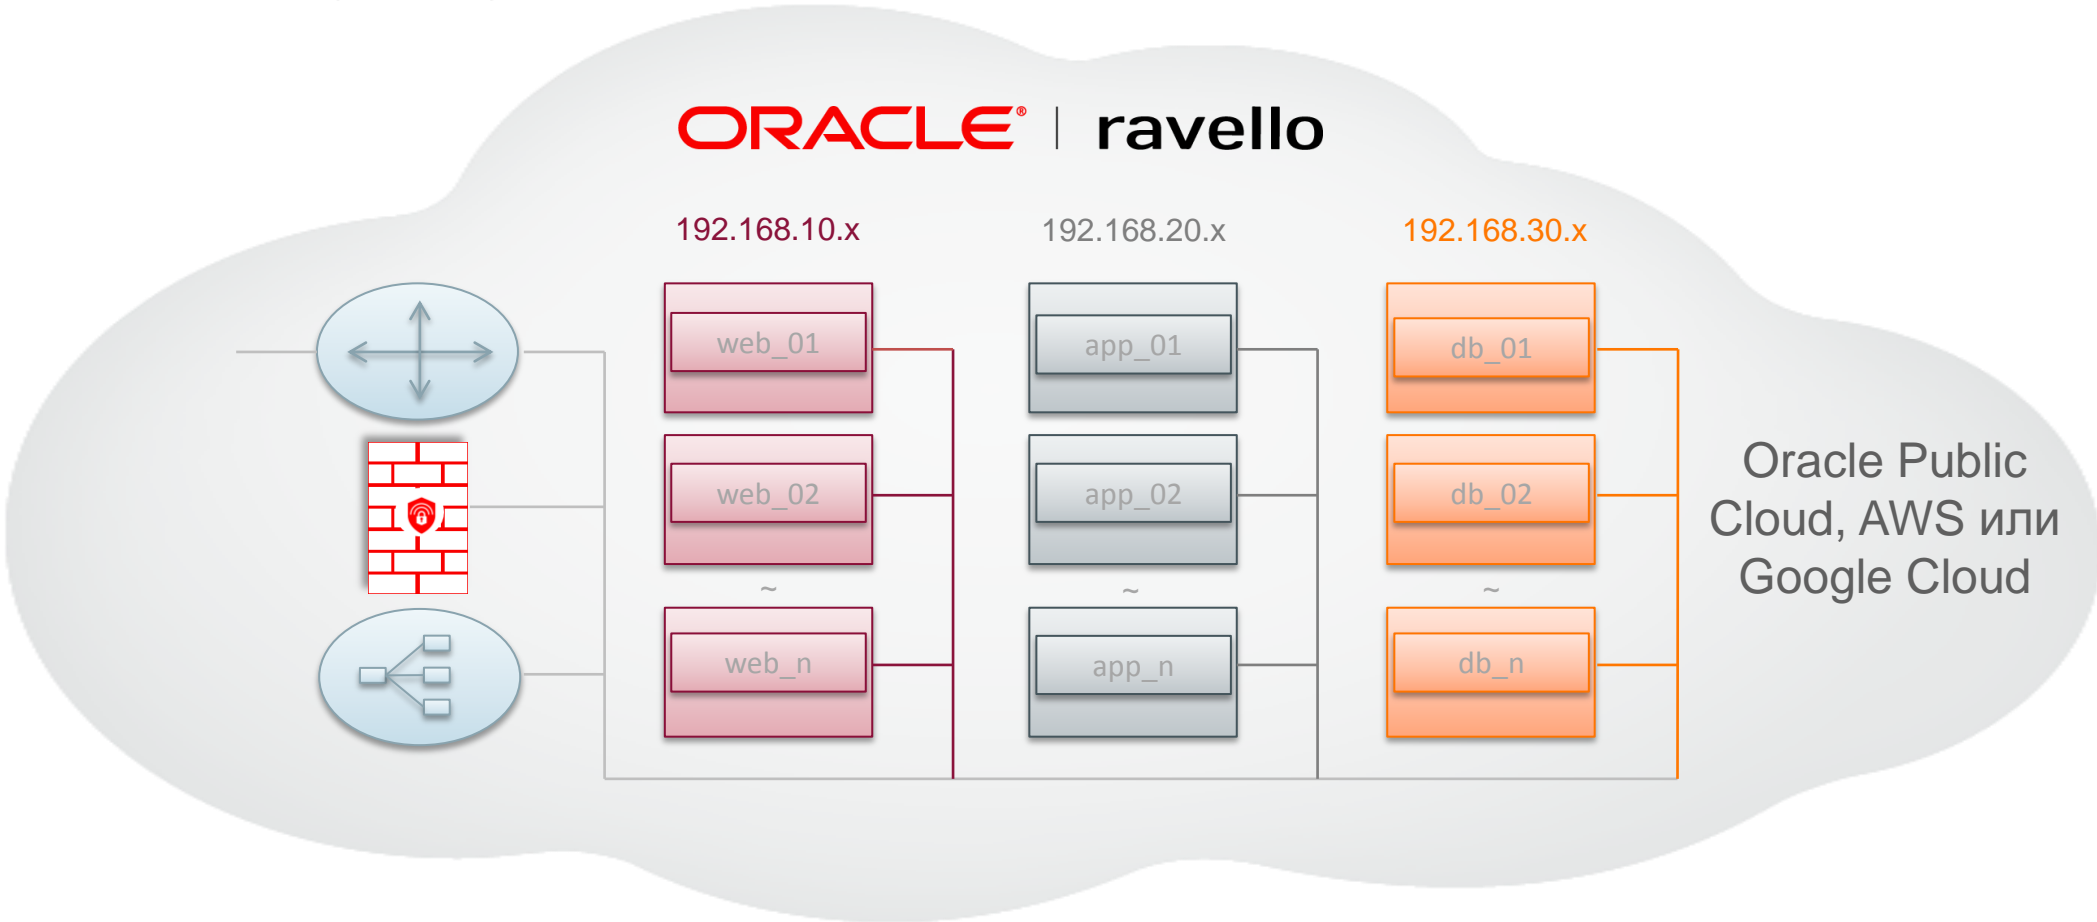 ORACLE® | ravello
192.168.10.x 192.168.20.x 192.168.30.x
web_01 app_01 db_01
web_02 app_02 db_02
~ ~ ~
web_n app_n db_n
Oracle Public
Cloud, AWS или
Google Cloud